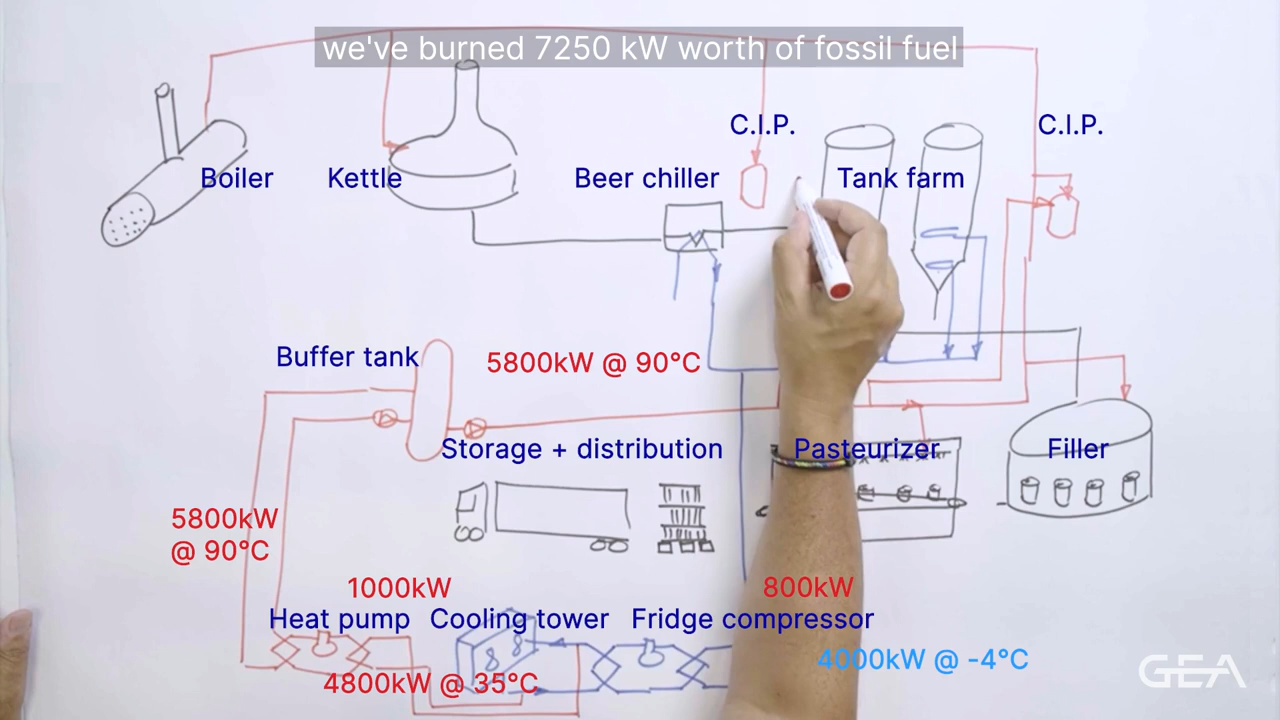 we've burned 7250 kW worth of fossil fuel
C.I.P.
C.I.P.
Boiler
Kettle
Beer chiller
Tank farm
Buffer tank
5800kW @ 90°C
Storage + distribution
Pasteurizer
Filler
5800kW
@ 90°C
1000kW
800kW
Heat pump
Cooling tower
Fridge compressor
4000kW @ -4°C
4800kW @ 35°C
GEA